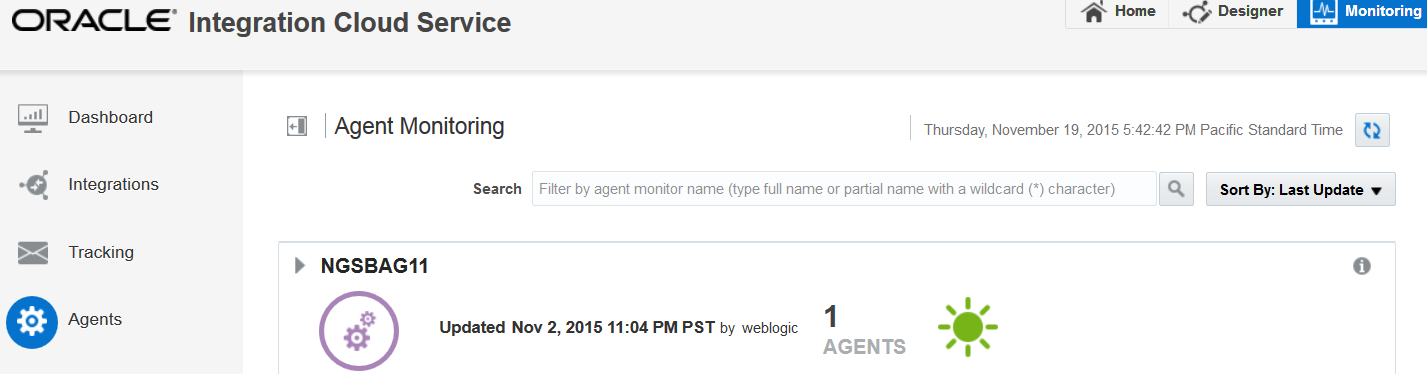 ORACLE® Integration Cloud Service
Home
Designer
Monitoring
Dashboard
Integrations
Tracking
Agents
Agent Monitoring
Thursday, November 19, 2015 5:42:42 PM Pacific Standard Time
Search
Filter by agent monitor name (type full name or partial name with a wildcard (*) character)
Sort By: Last Update
NGSBAG11
Updated Nov 2, 2015 11:04 PM PST by weblogic
1
AGENTS